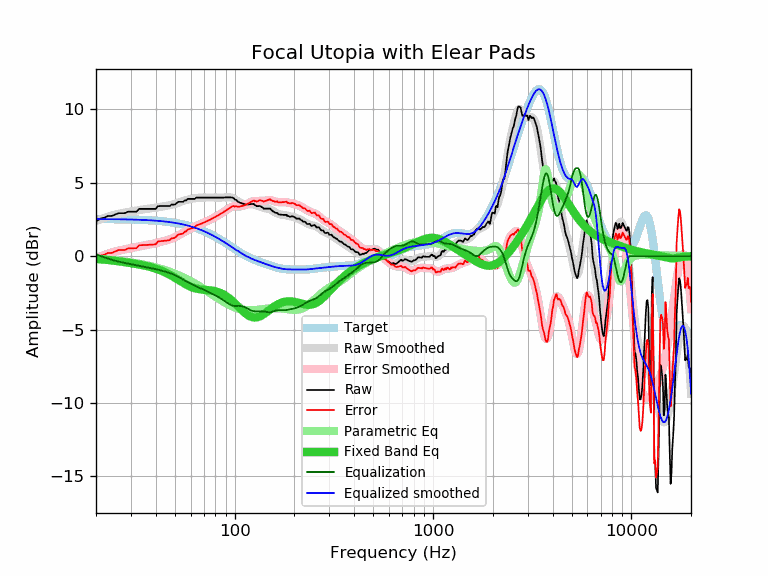 Focal Utopia with Elear Pads
Amplitude (dBr)
10
5
0
−5
−10
−15
Target
Raw Smoothed
Error Smoothed
Raw
Error
Parametric Eq
Fixed Band Eq
Equalization
Equalized smoothed
100
1000
10000
Frequency (Hz)